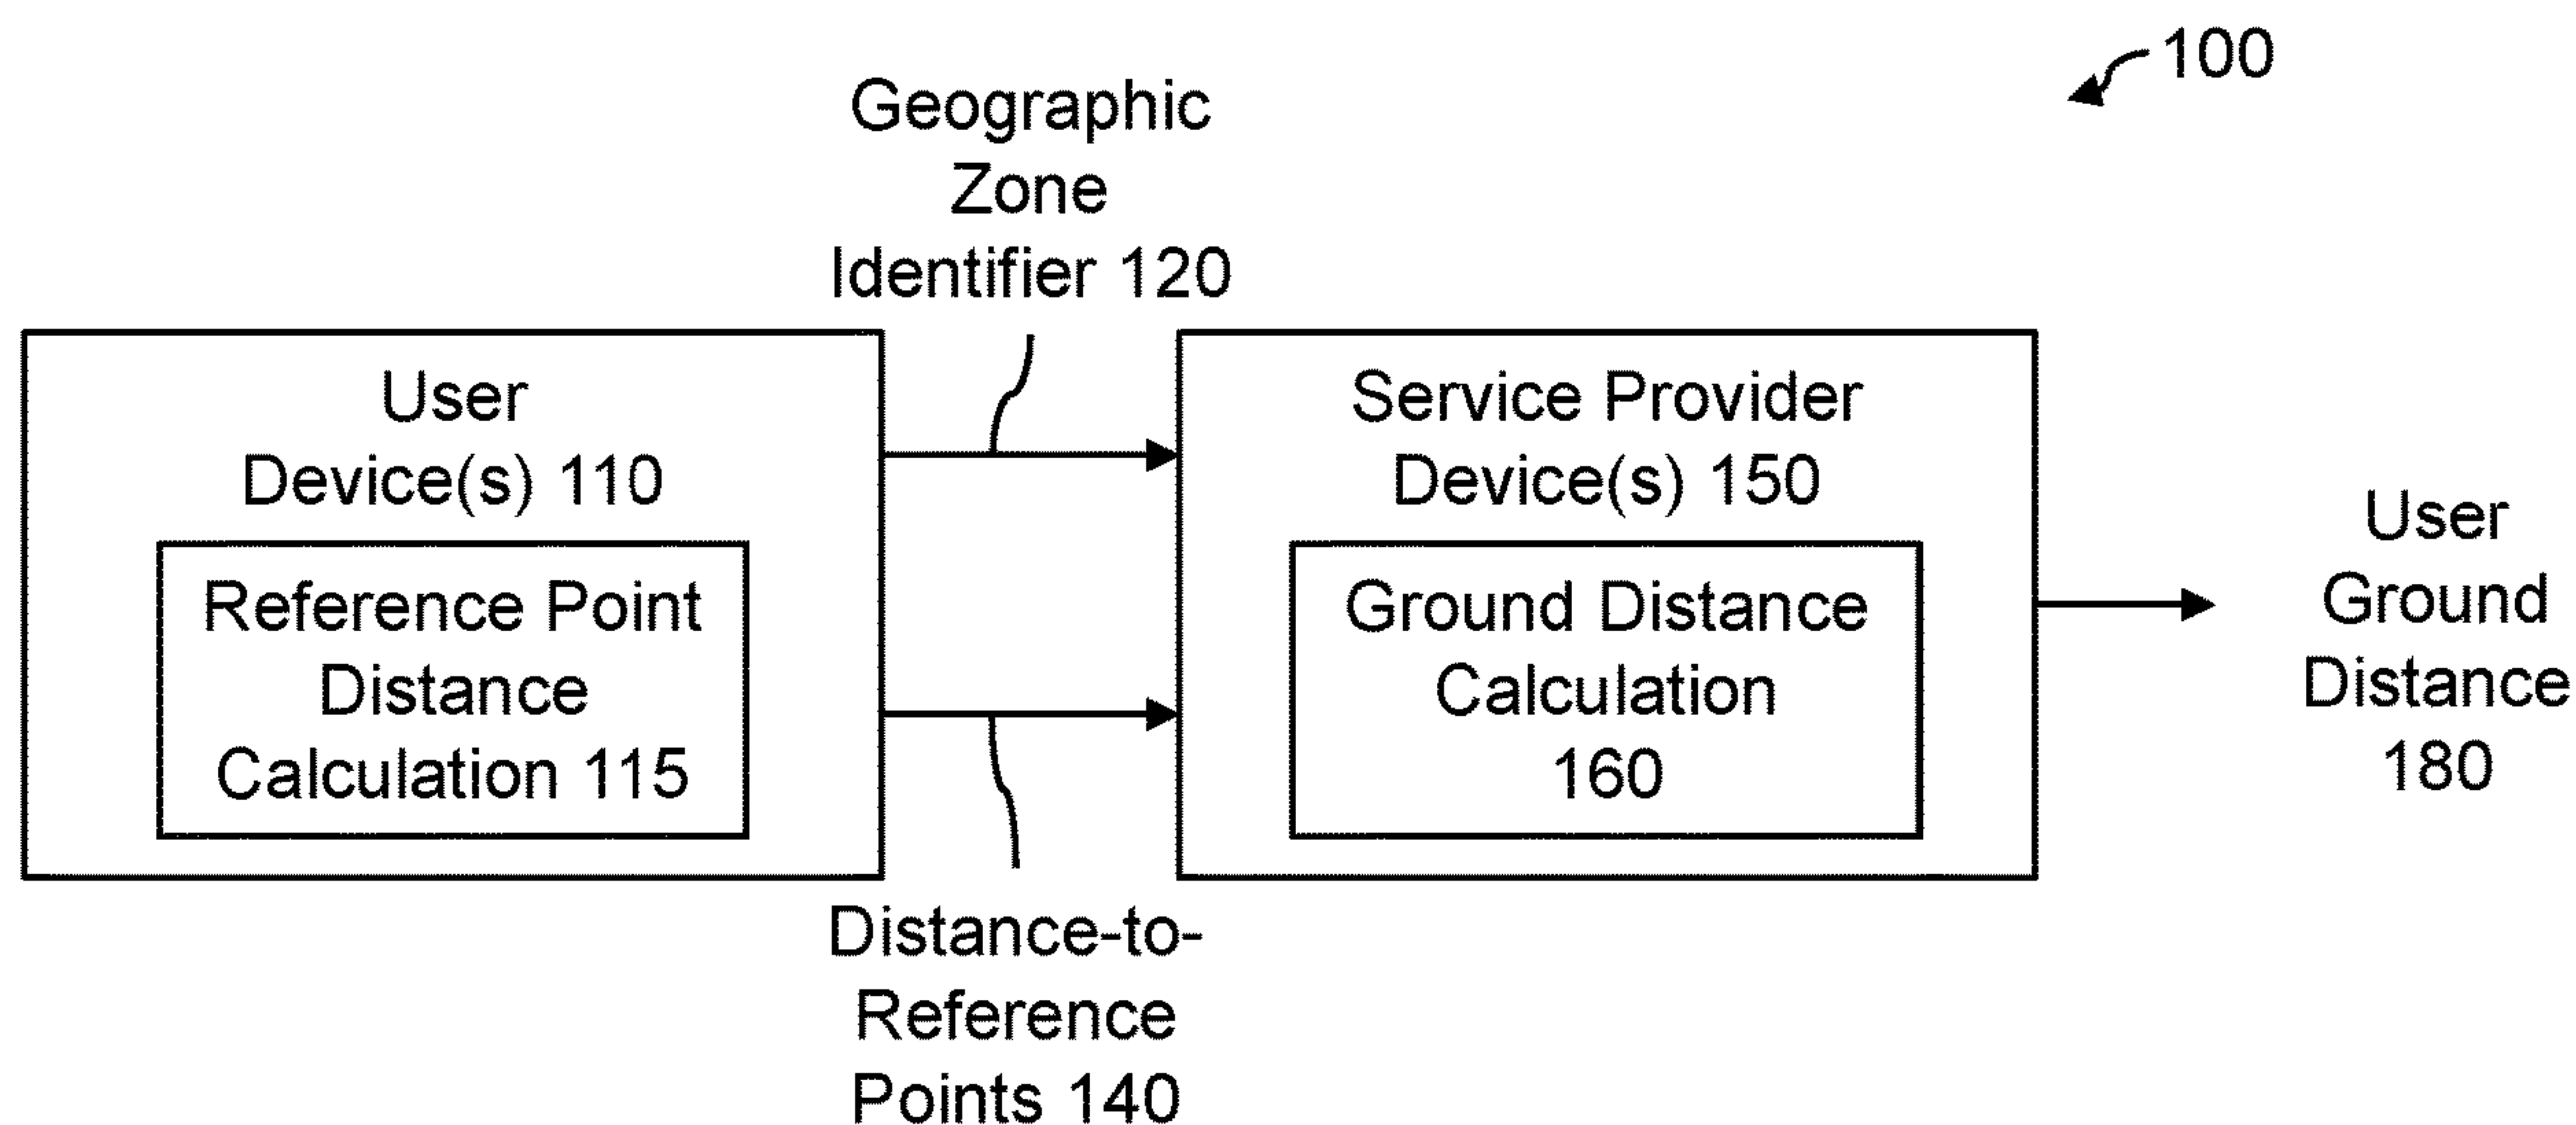 100
Geographic
Zone
Identifier 120
User
Device(s) 110
Reference Point
Distance
Calculation 115
Service Provider
Device(s) 150
Ground Distance
Calculation
160
User
Ground
Distance
180
Distance-to-
Reference
Points 140